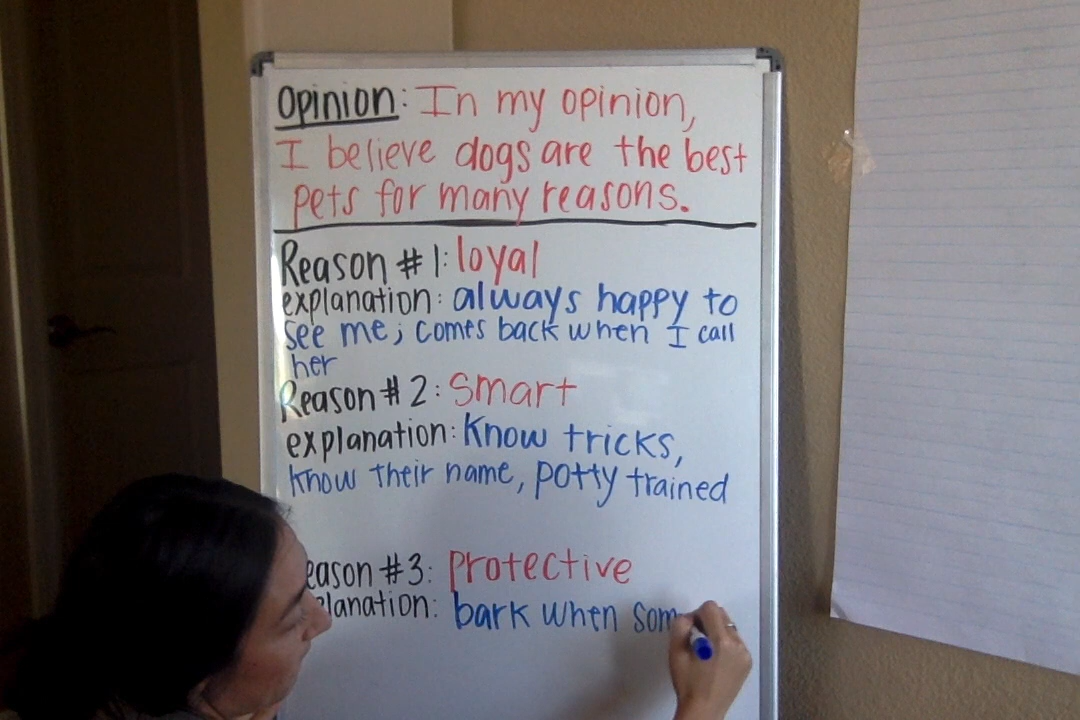 Opinion: In my opinion,
I believe dogs are the best
pets for many reasons.
Reason #1: loyal
explanation: always happy to
see me; comes back when I call
her
Reason #2: smart
explanation: Know tricks,
know their name, potty trained
eason #3: protective
lanation: bark when som